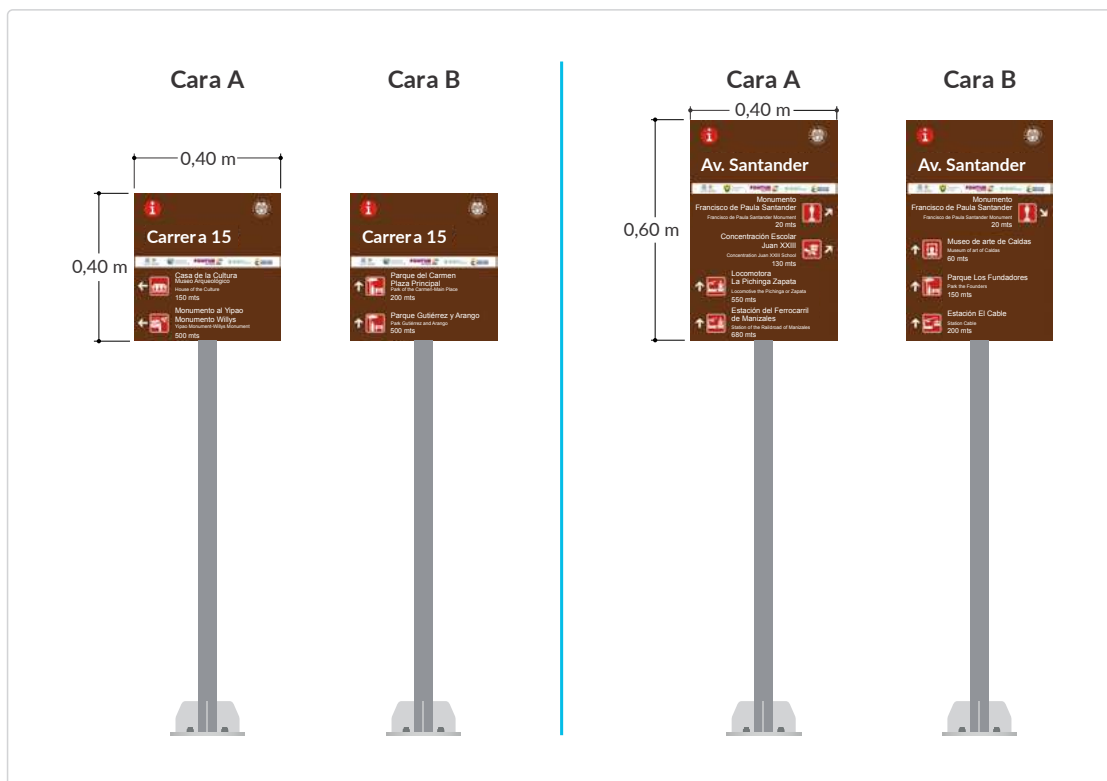 Cara A
Cara B
0,40 m
0,40 m
Carrera 15
Casa de la Cultura
Museo Arqueológico
House of the Culture
150 mts
Monumento al Yipao
Monumento Willys
Yipao Monument-Willys Monument
500 mts
Carrera 15
Parque del Carmen
Plaza Principal
Park of the Carmen-Main Place
200 mts
Parque Gutiérrez y Arango
Park Gutiérrez and Arango
500 mts
Cara A
Cara B
0,40 m
0,60 m
Av. Santander
Monumento
Francisco de Paula Santander
Francisco de Paula Santander Monument
20 mts
Concentración Escolar
Juan XXIII
Concentration Juan XXIII School
130 mts
Locomotora
La Pichinga Zapata
Locomotive the Pichinga or Zapata
550 mts
Estación del Ferrocarril
de Manizales
Station of the Raildroad of Manizales
680 mts
Av. Santander
Monumento
Francisco de Paula Santander
Francisco de Paula Santander Monument
20 mts
Museo de arte de Caldas
Museum of art of Caldas
60 mts
Parque Los Fundadores
Park the Founders
150 mts
Estación El Cable
Station Cable
200 mts